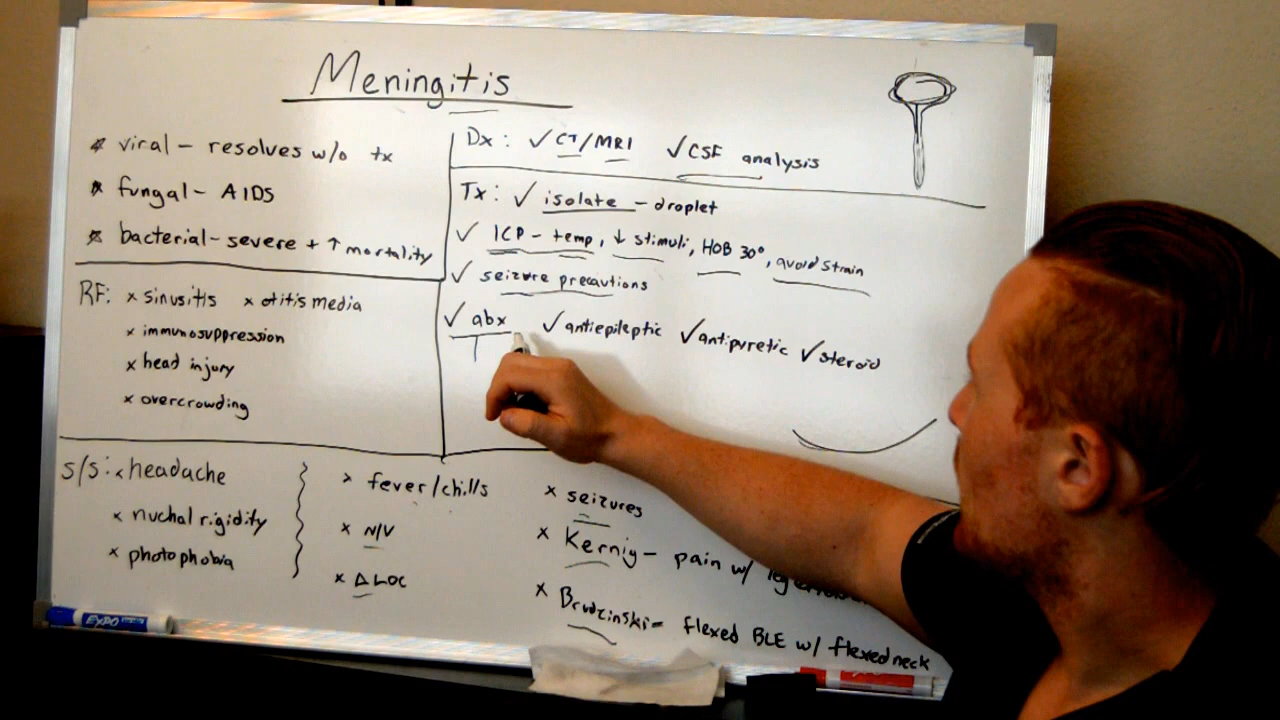 Meningitis
viral - resolves w/o tx
fungal - AIDS
bacterial - severe + ↑ mortality
RF: x sinusitis x otitis media
x immunosuppression
x head injury
x overcrowding
Dx: ✓ CT/MRI ✓ CSF analysis
Tx: ✓ isolate - droplet
✓ ICP - temp, ↓ stimuli, HOB 30°, avoid strain
✓ seizure precautions
✓ abx ✓ antiepileptic ✓ antipyretic ✓ steroid
s/s: x headache
x nuchal rigidity
x photophobia
x fever/chills
x N/V
x Δ LOC
x seizures
x Kernig - pain w/ leg
x Brudzinski = flexed BLE w/ flexed neck
EXPO